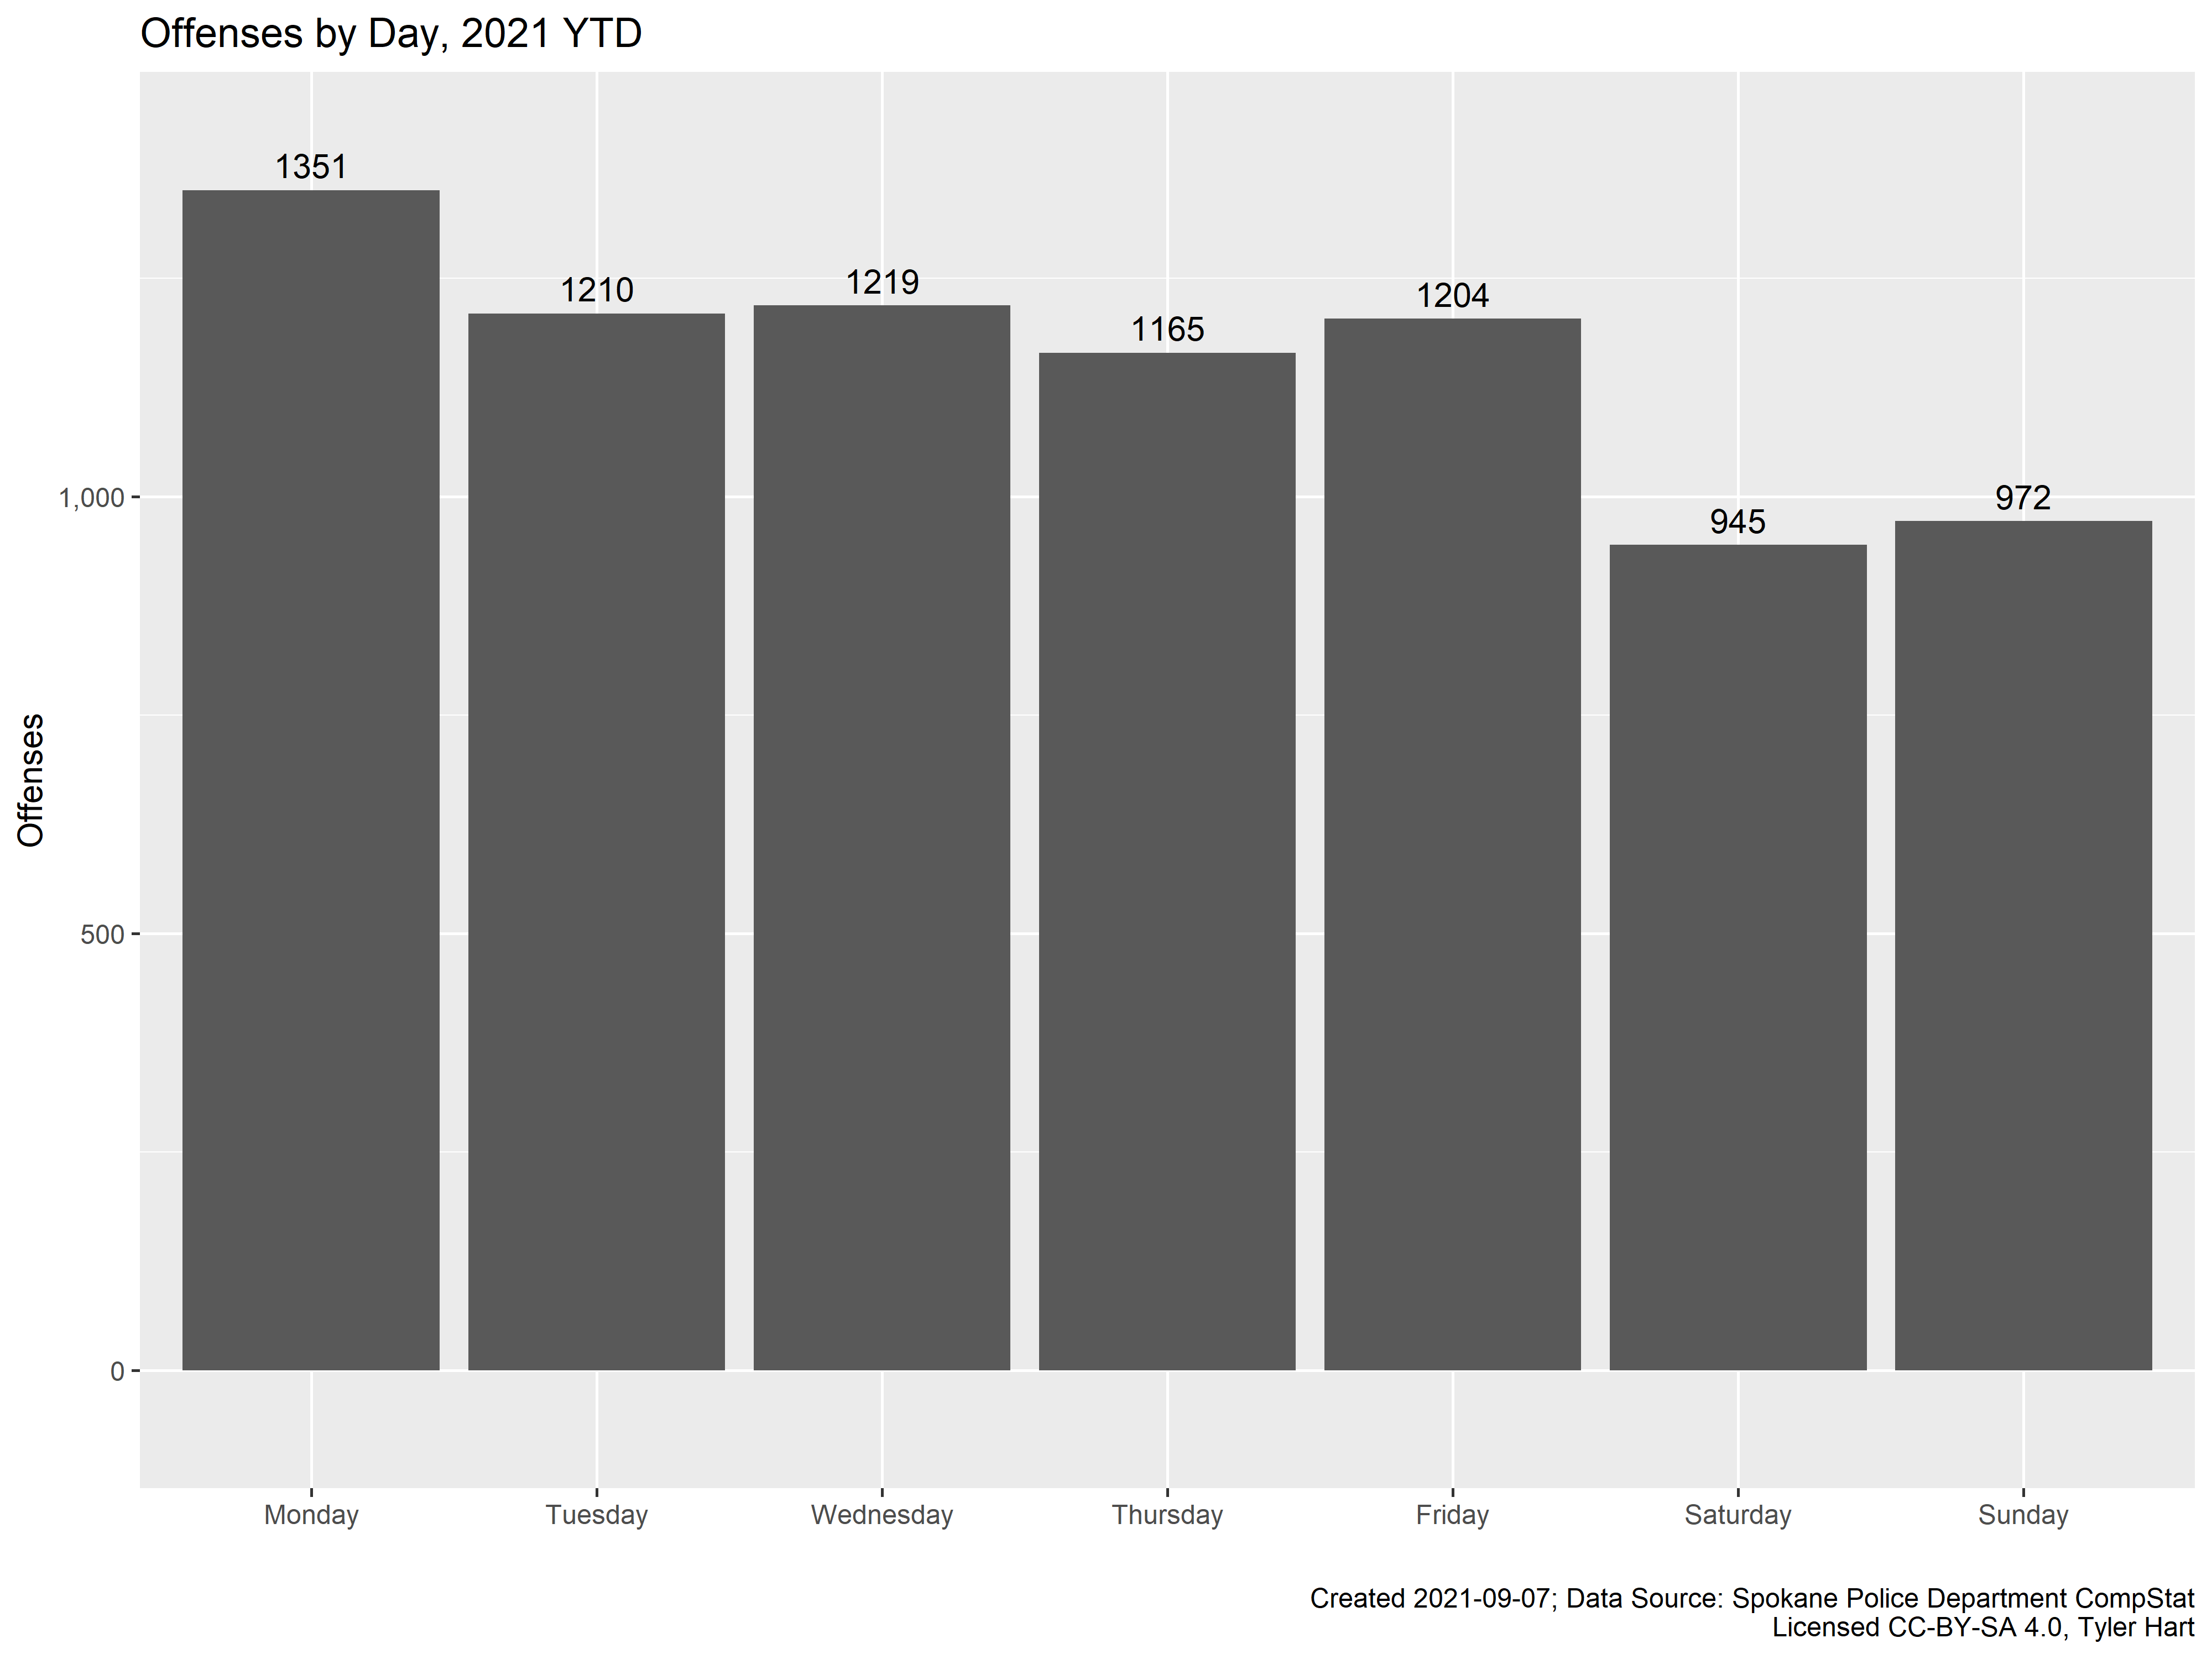 Offenses by Day, 2021 YTD
1351
1210
1219
1165
1204
945
972
Offenses
1,000
500
0
Monday Tuesday Wednesday Thursday Friday Saturday Sunday
Created 2021-09-07; Data Source: Spokane Police Department CompStat
Licensed CC-BY-SA 4.0, Tyler Hart